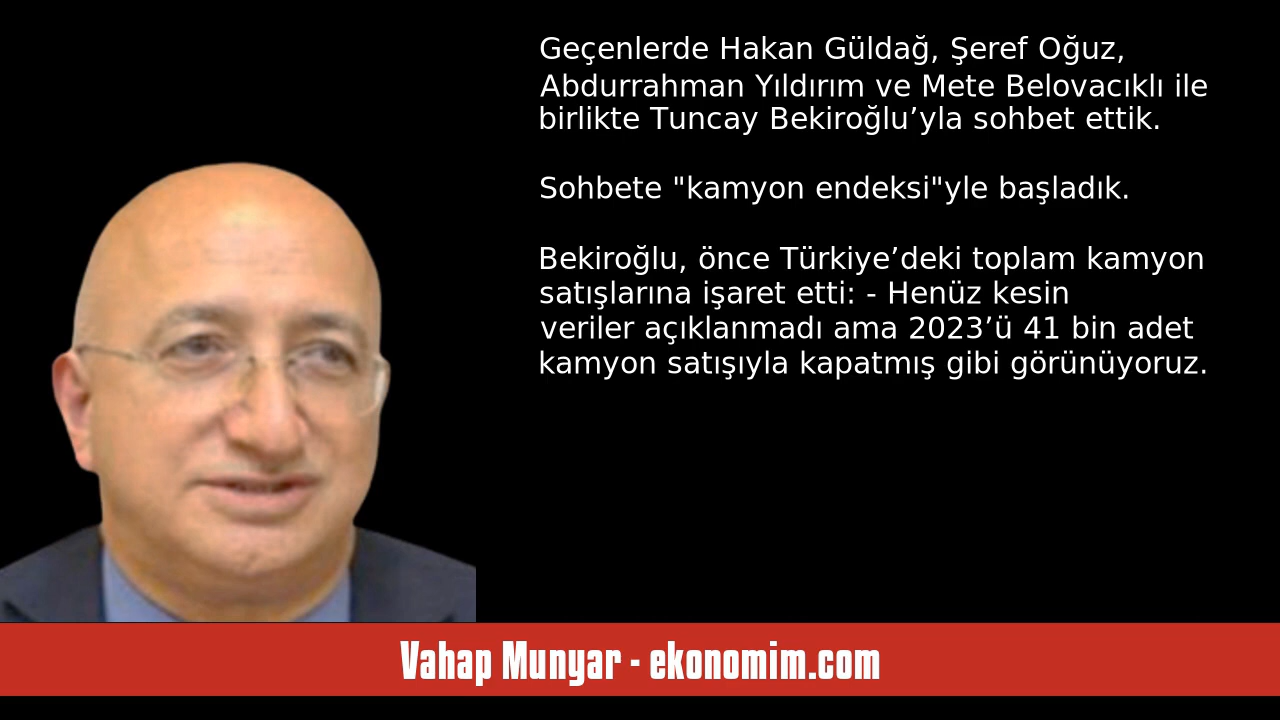 Geçenlerde Hakan Güldağ, Şeref Oğuz,
Abdurrahman Yıldırım ve Mete Belovacıklı ile
birlikte Tuncay Bekiroğlu’yla sohbet ettik.
Sohbete "kamyon endeksi"yle başladık.
Bekiroğlu, önce Türkiye’deki toplam kamyon
satışlarına işaret etti: - Henüz kesin
veriler açıklanmadı ama 2023’ü 41 bin adet
kamyon satışıyla kapatmış gibi görünüyoruz.
Vahap Munyar - ekonomim.com